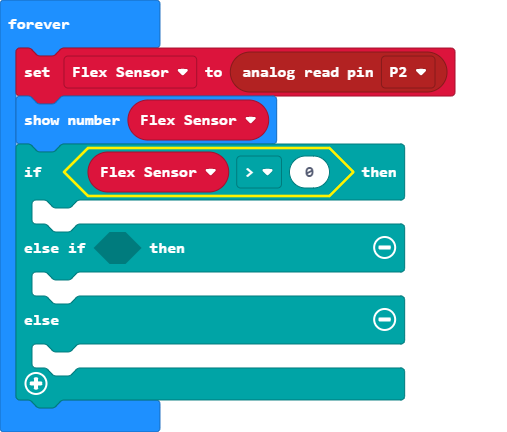 forever
set Flex Sensor to analog read pin P2
show number Flex Sensor
if Flex Sensor > 0 then
else if then
else